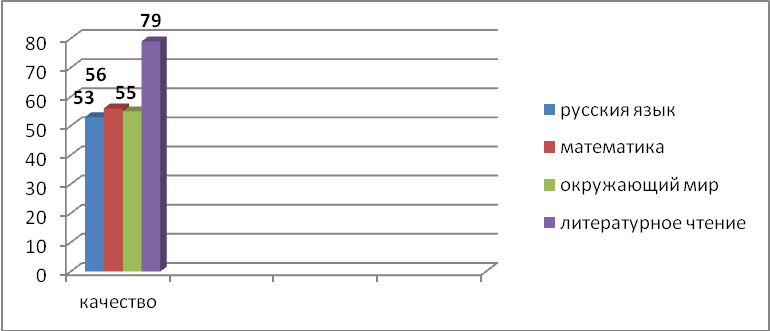 79
80
70
56
60
53
55
50
40
30
20
10
0
качество
русския язык
математика
окружающий мир
литературное чтение